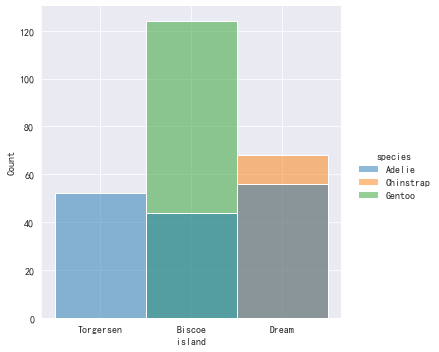 120
100
80
60
40
20
0
Count
Torgersen
Biscoe
Dream
island
species
Adelie
Chinstrap
Gentoo